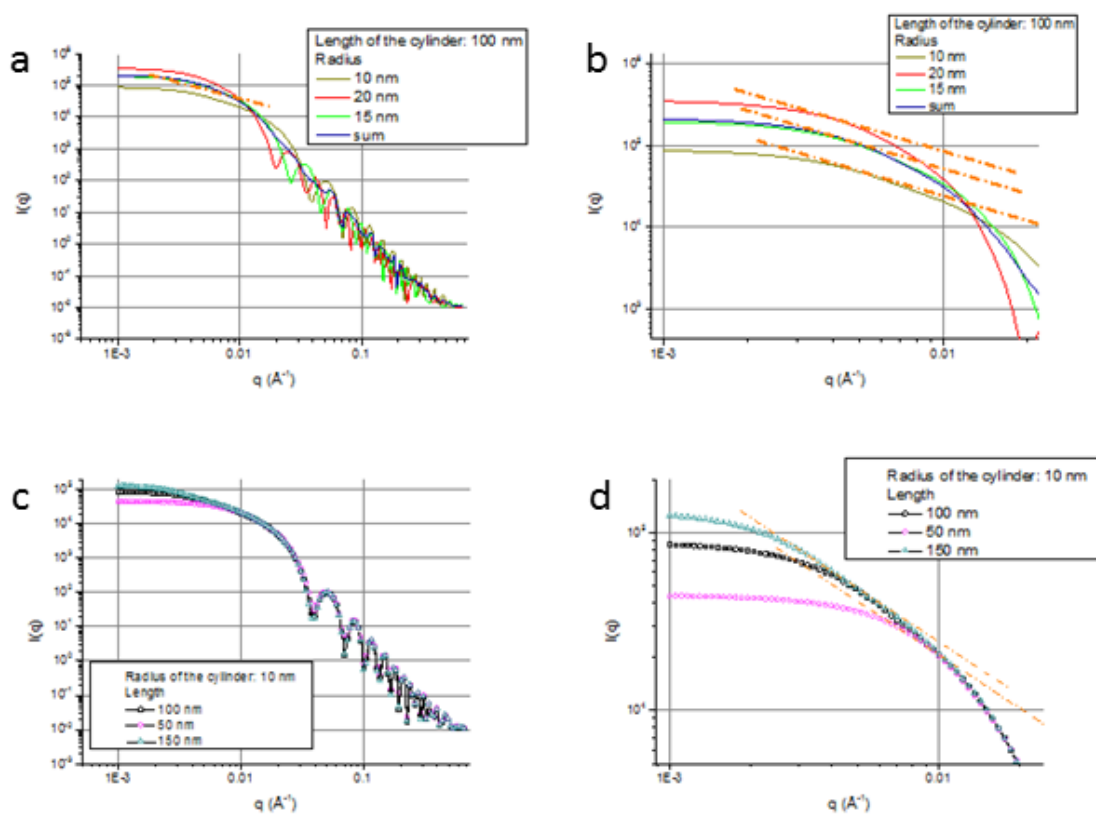 a
Length of the cylinder: 100 nm
Radius
10 nm
20 nm
15 nm
sum
I(q)
1E-3
0.01
0.1
q (Å⁻¹)
b
Length of the cylinder: 100 nm
Radius
10 nm
20 nm
15 nm
sum
I(q)
1E-3
0.01
q (Å⁻¹)
c
Radius of the cylinder: 10 nm
Length
100 nm
50 nm
150 nm
I(q)
1E-3
0.01
0.1
q (Å⁻¹)
d
Radius of the cylinder: 10 nm
Length
100 nm
50 nm
150 nm
I(q)
1E-3
0.01
q (Å⁻¹)